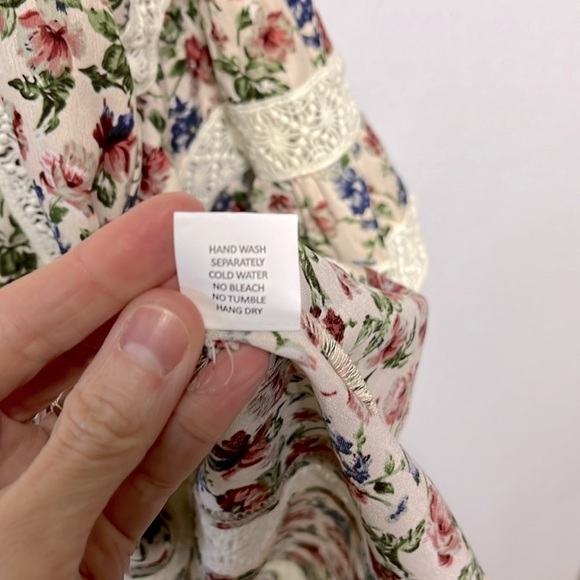 HAND WASH
SEPARATELY
COLD WATER
NO BLEACH
NO TUMBLE
HANG DRY